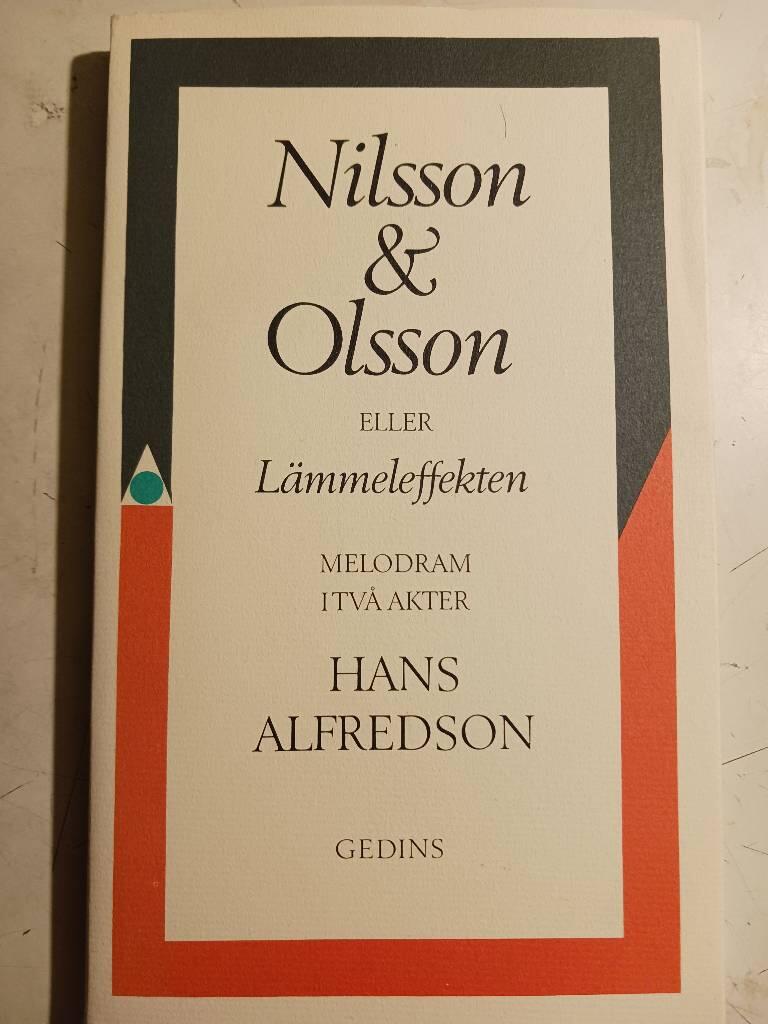 Nilsson
&
Olsson
ELLER
Lämmeleffekten
MELODRAM
I TVÅ AKTER
HANS
ALFREDSON
GEDINS